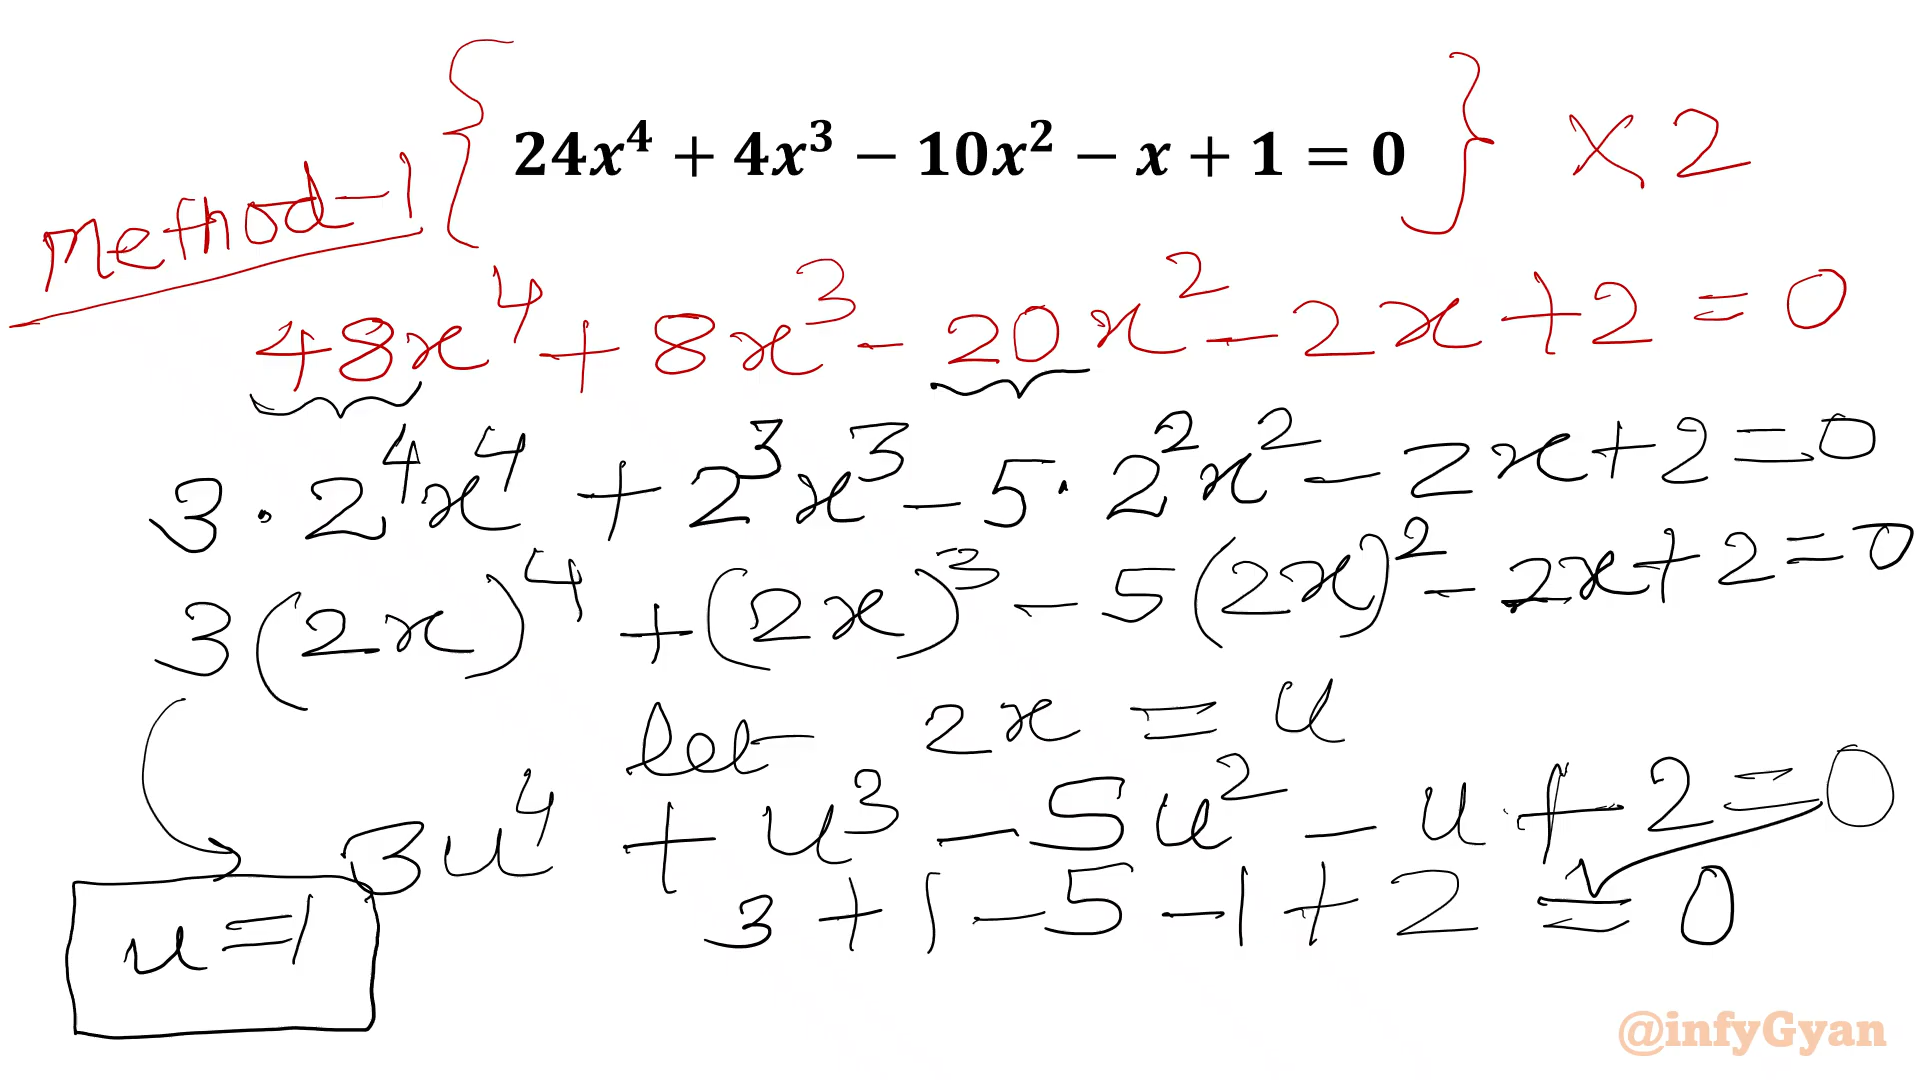 24x⁴ + 4x³ − 10x² − x + 1 = 0 } × 2
Method-1 {
48x⁴ + 8x³ − 20x² − 2x + 2 = 0
3 · 2⁴x⁴ + 2³x³ − 5 · 2²x² − 2x + 2 = 0
3(2x)⁴ + (2x)³ − 5(2x)² − 2x + 2 = 0
let 2x = u
3u⁴ + u³ − 5u² − u + 2 = 0
u = 1
3 + 1 − 5 − 1 + 2 = 0
@infyGyan